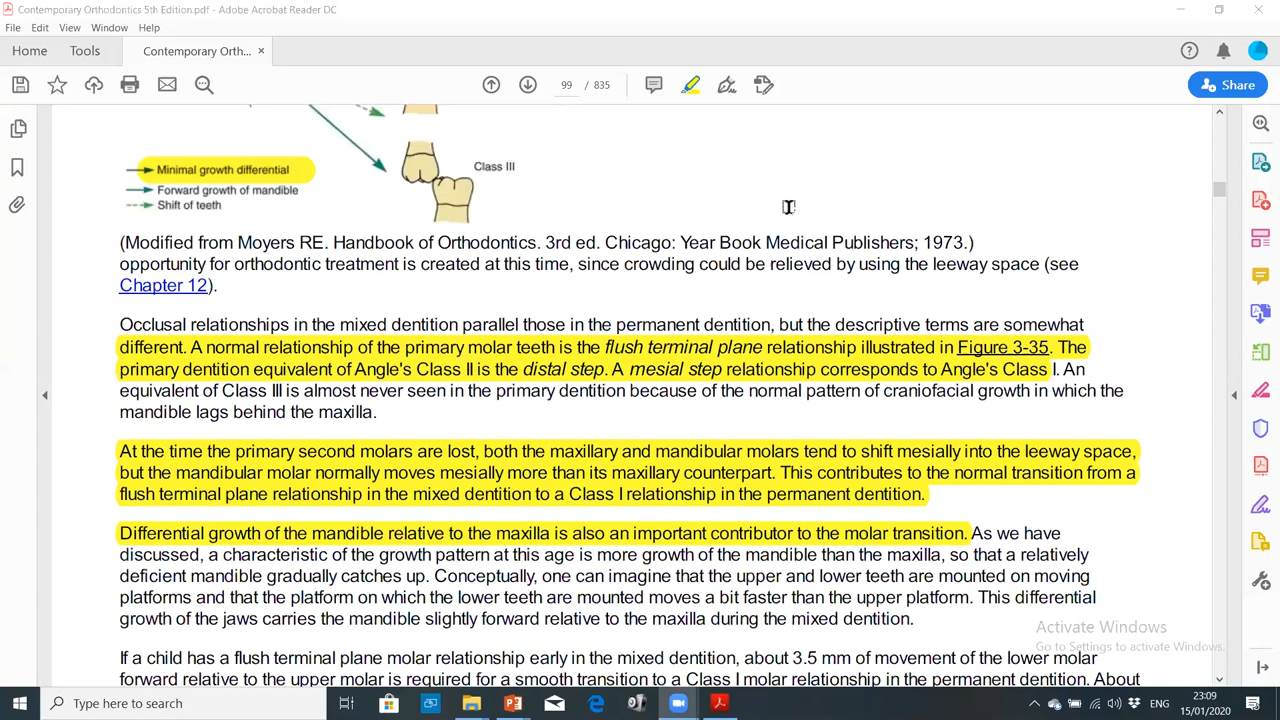 Contemporary Orthodontics 5th Edition.pdf - Adobe Acrobat Reader DC
File Edit View Window Help
Home Tools Contemporary Orth... ×
99 / 835
Share
Class III
Minimal growth differential
Forward growth of mandible
Shift of teeth
(Modified from Moyers RE. Handbook of Orthodontics. 3rd ed. Chicago: Year Book Medical Publishers; 1973.)
opportunity for orthodontic treatment is created at this time, since crowding could be relieved by using the leeway space (see
Chapter 12).
Occlusal relationships in the mixed dentition parallel those in the permanent dentition, but the descriptive terms are somewhat
different. A normal relationship of the primary molar teeth is the flush terminal plane relationship illustrated in Figure 3-35. The
primary dentition equivalent of Angle's Class II is the distal step. A mesial step relationship corresponds to Angle's Class I. An
equivalent of Class III is almost never seen in the primary dentition because of the normal pattern of craniofacial growth in which the
mandible lags behind the maxilla.
At the time the primary second molars are lost, both the maxillary and mandibular molars tend to shift mesially into the leeway space,
but the mandibular molar normally moves mesially more than its maxillary counterpart. This contributes to the normal transition from a
flush terminal plane relationship in the mixed dentition to a Class I relationship in the permanent dentition.
Differential growth of the mandible relative to the maxilla is also an important contributor to the molar transition. As we have
discussed, a characteristic of the growth pattern at this age is more growth of the mandible than the maxilla, so that a relatively
deficient mandible gradually catches up. Conceptually, one can imagine that the upper and lower teeth are mounted on moving
platforms and that the platform on which the lower teeth are mounted moves a bit faster than the upper platform. This differential
growth of the jaws carries the mandible slightly forward relative to the maxilla during the mixed dentition.
Activate Windows
Go to Settings to activate Windows.
If a child has a flush terminal plane molar relationship early in the mixed dentition, about 3.5 mm of movement of the lower molar
forward relative to the upper molar is required for a smooth transition to a Class I molar relationship in the permanent dentition. About
Type here to search
ENG
23:09
15/01/2020